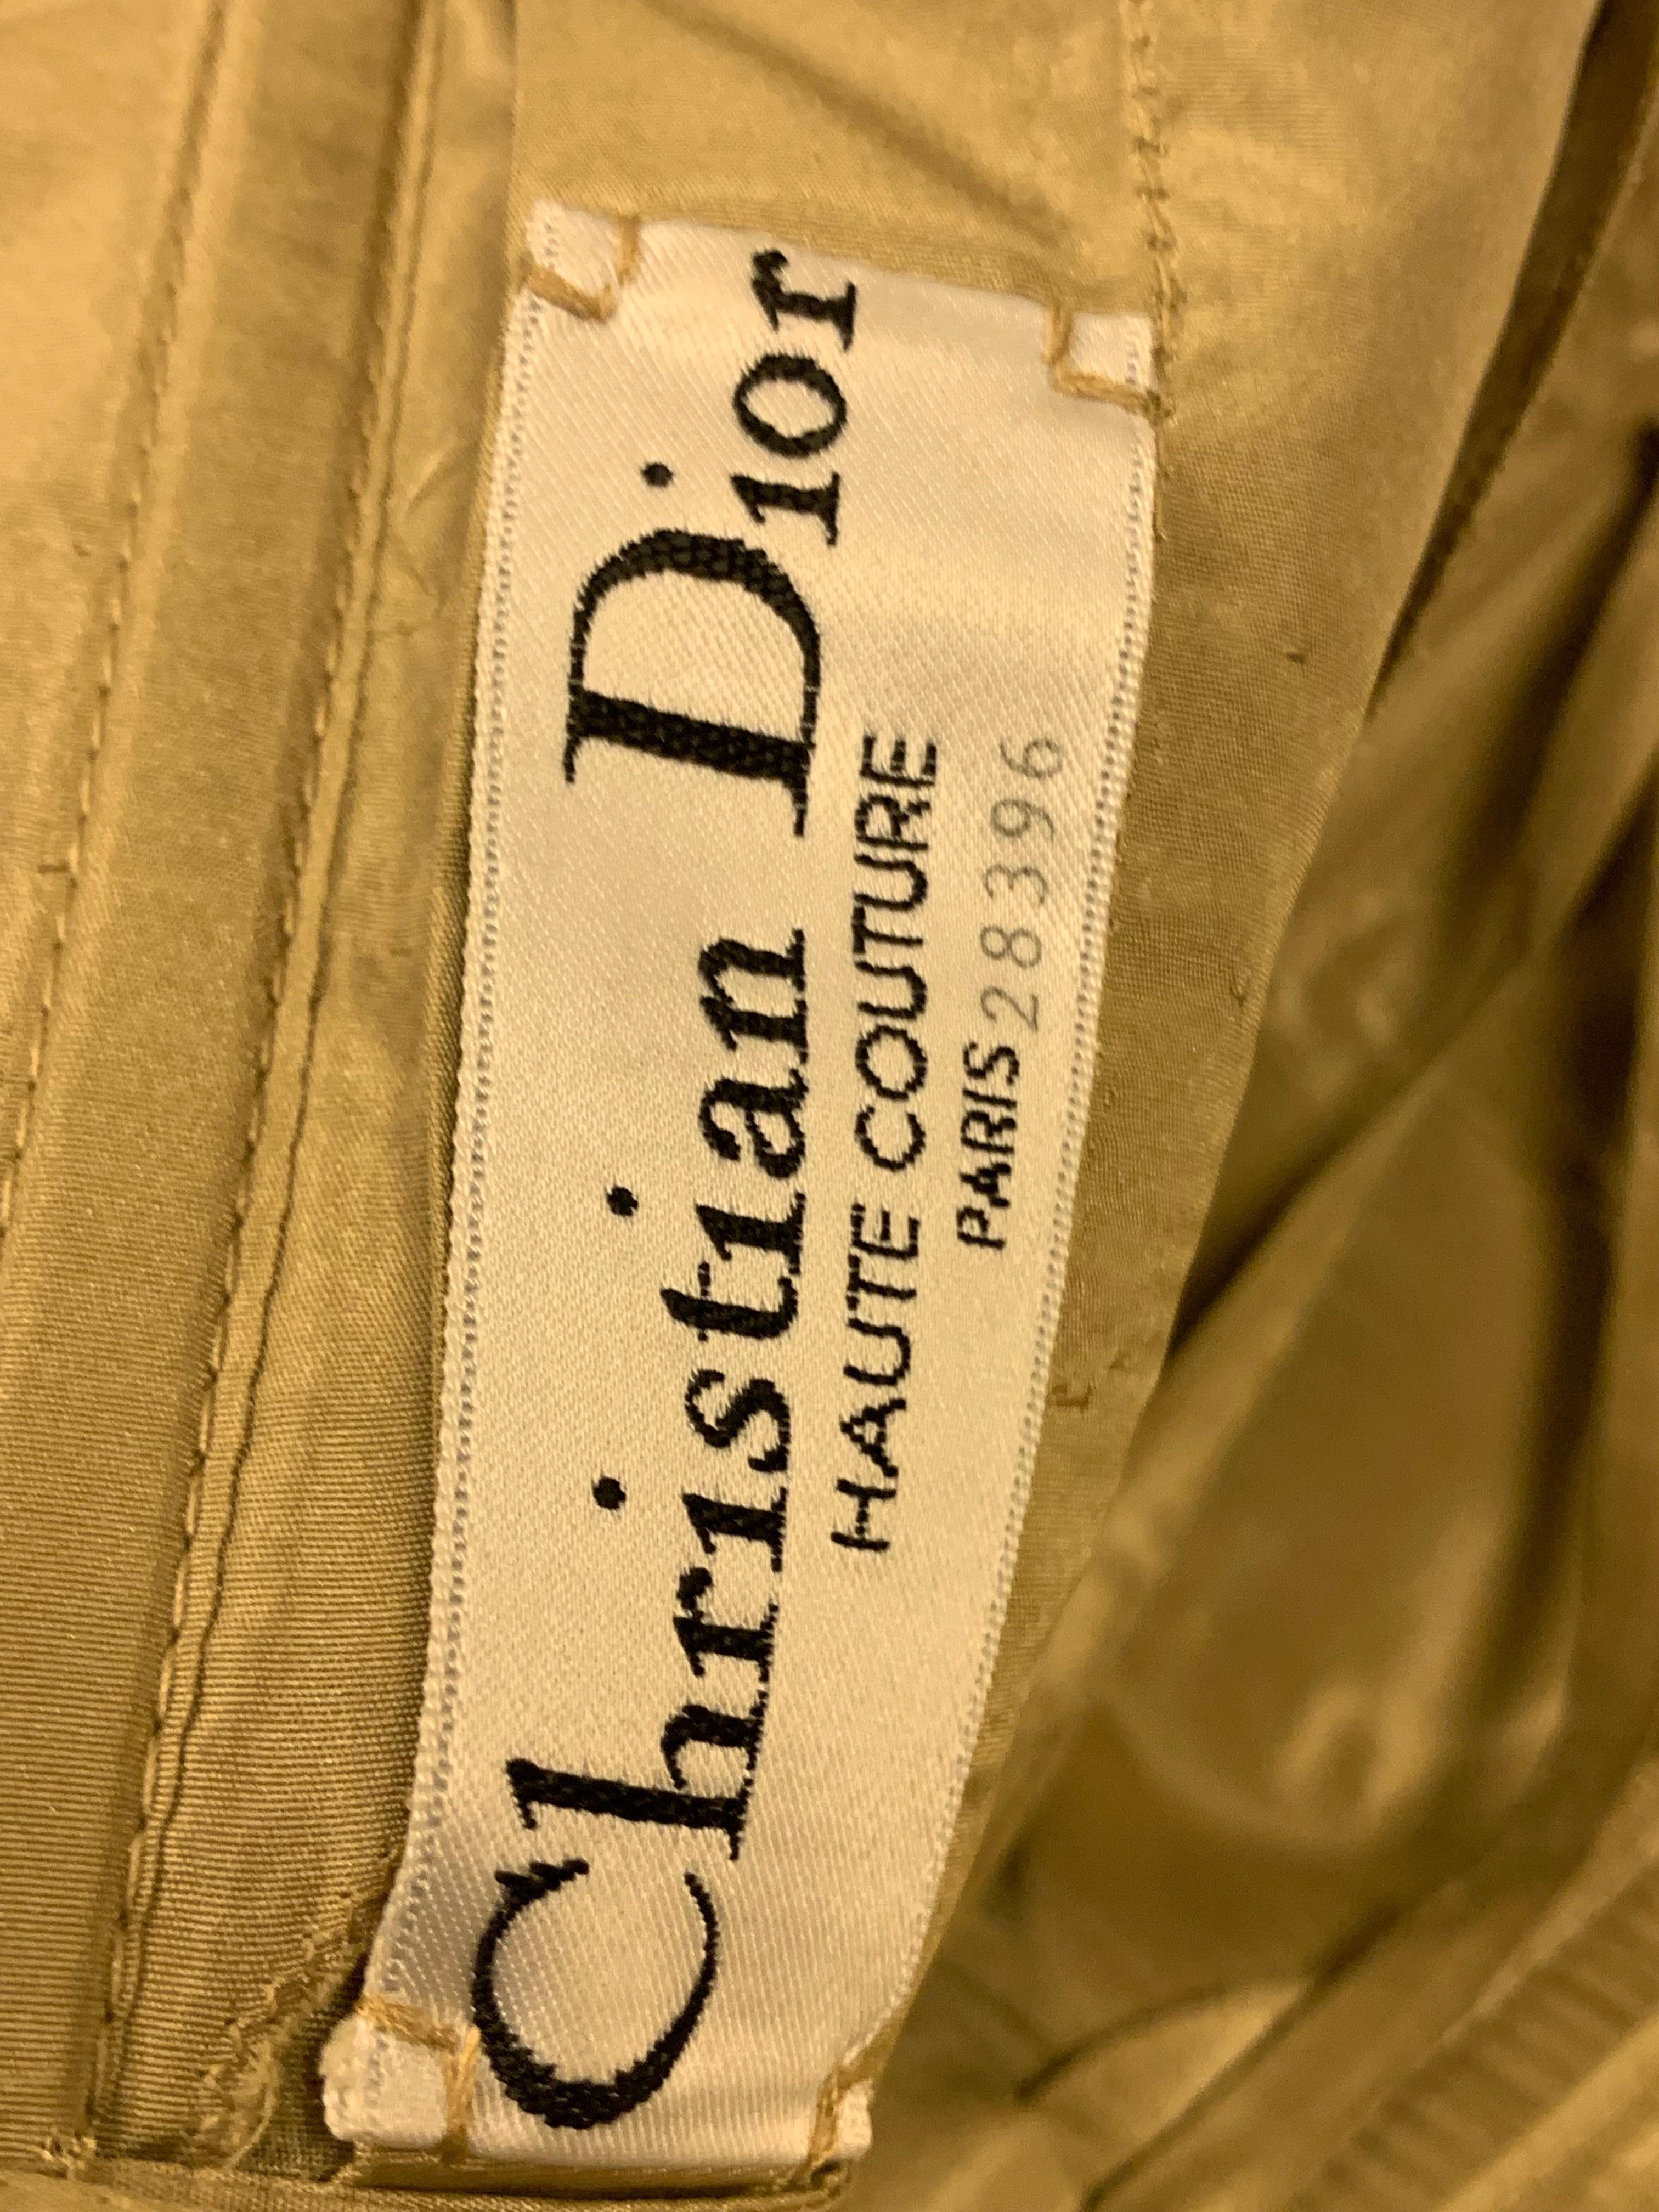 Christian Dior
HAUTE COUTURE
PARIS 28396